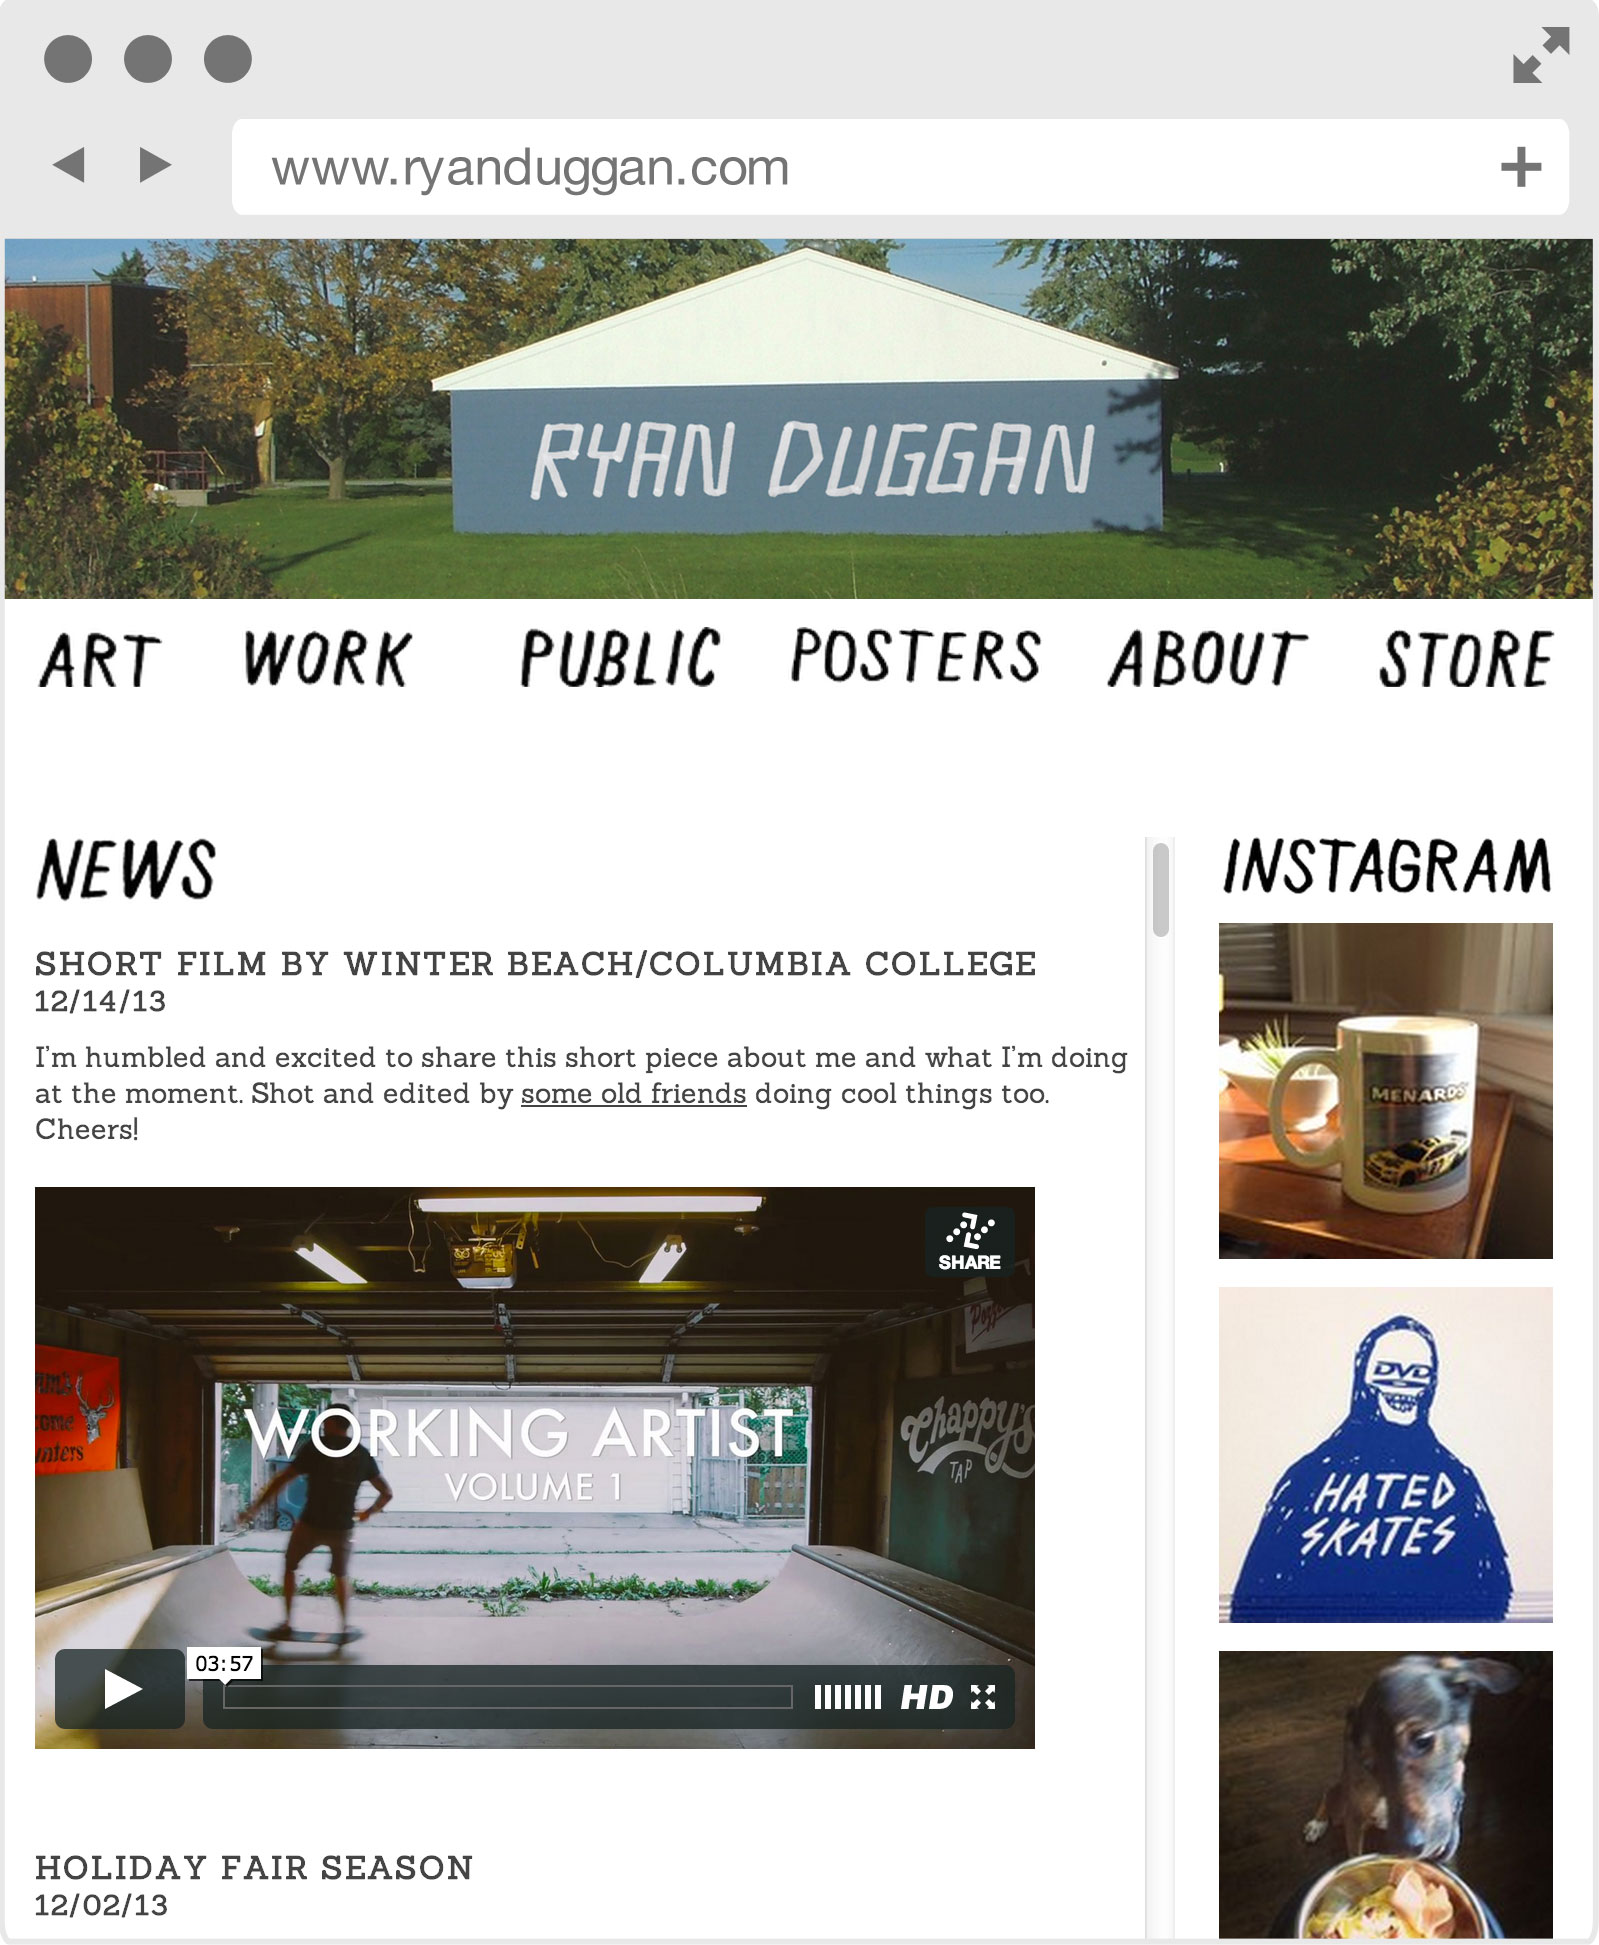 www.ryanduggan.com
RYAN DUGGAN
ART WORK PUBLIC POSTERS ABOUT STORE
NEWS
SHORT FILM BY WINTER BEACH/COLUMBIA COLLEGE
12/14/13
I’m humbled and excited to share this short piece about me and what I’m doing
at the moment. Shot and edited by some old friends doing cool things too.
Cheers!
SHARE
WORKING ARTIST
VOLUME 1
Chappy's
TAP
03:57
HD
HOLIDAY FAIR SEASON
12/02/13
INSTAGRAM
MENARDS
DVD
HATED
SKATES